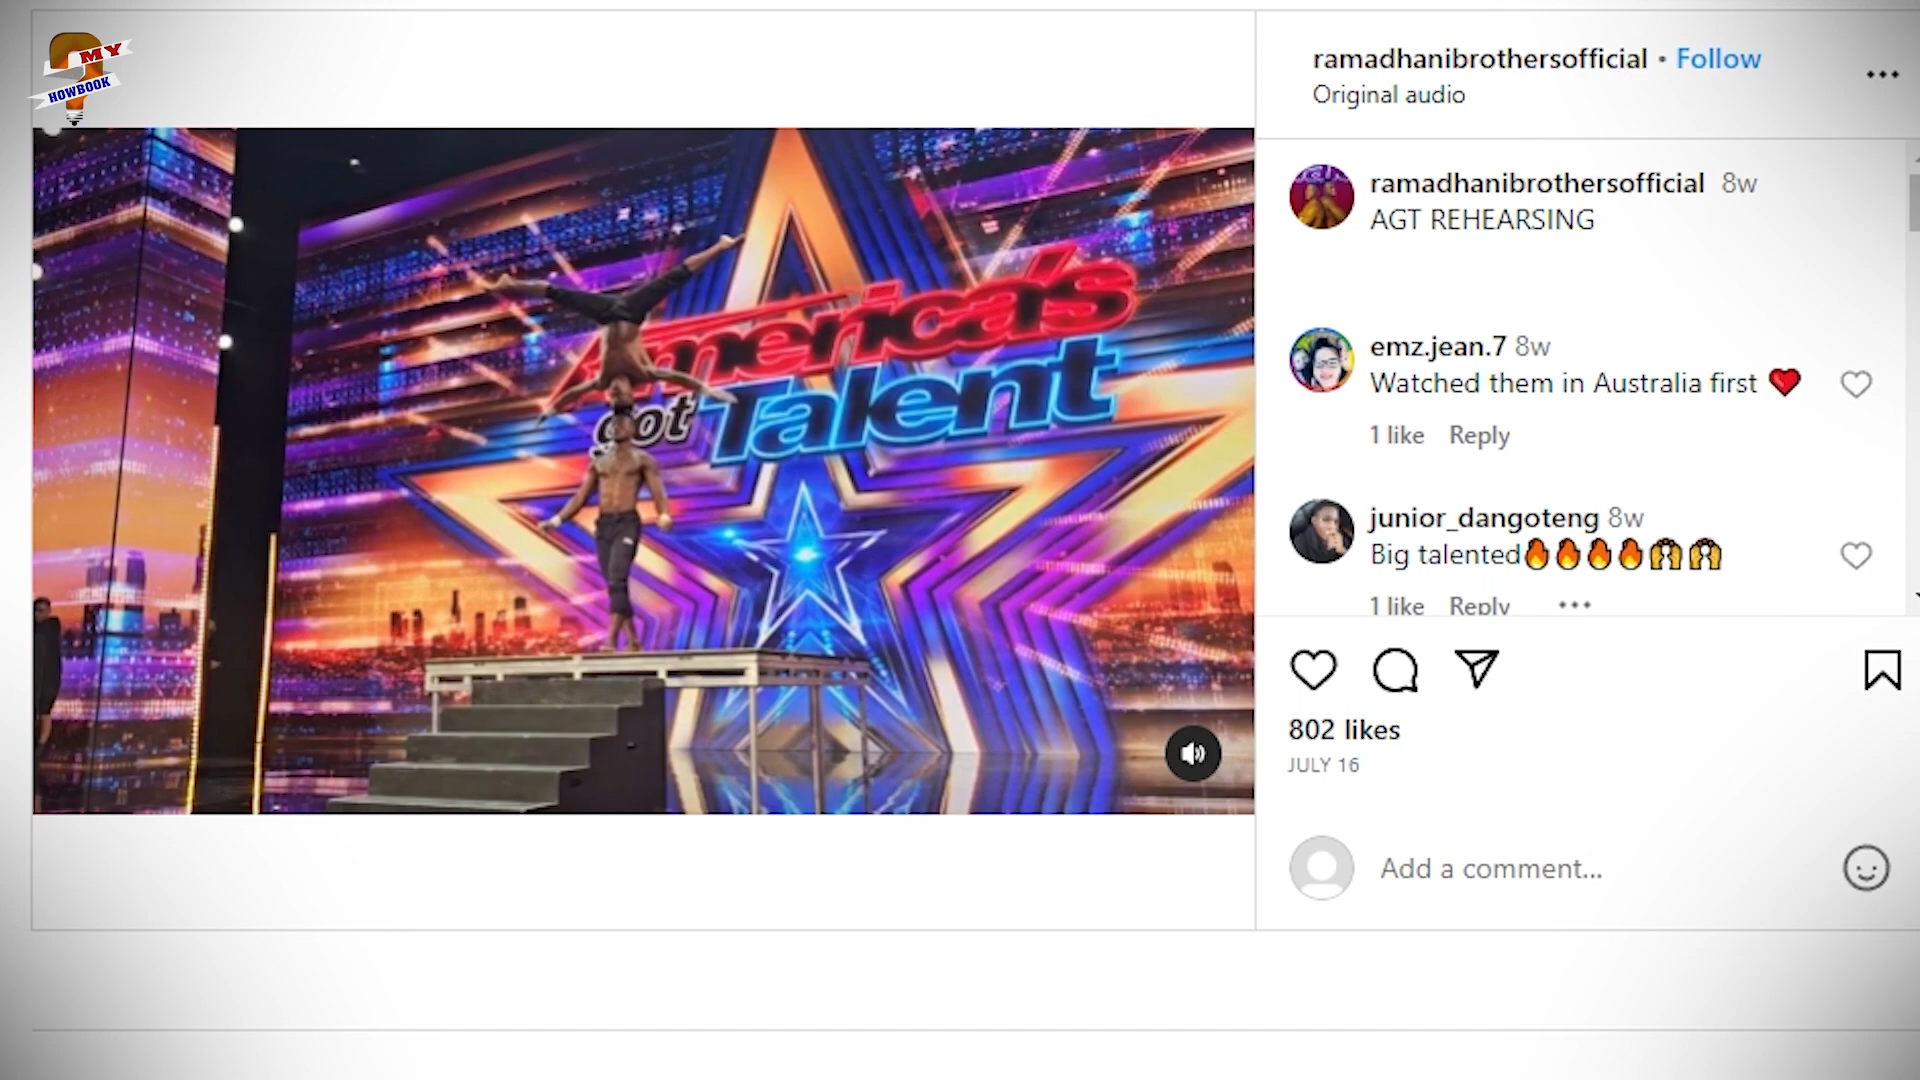 MY
HOWBOOK
America's
got Talent
ramadhanibrothersofficial • Follow
Original audio
ramadhanibrothersofficial 8w
AGT REHEARSING
emz.jean.7 8w
Watched them in Australia first ❤️
1 like Reply
junior_dangoteng 8w
Big talented🔥🔥🔥🔥🙌🙌
1 like Reply
802 likes
JULY 16
Add a comment...